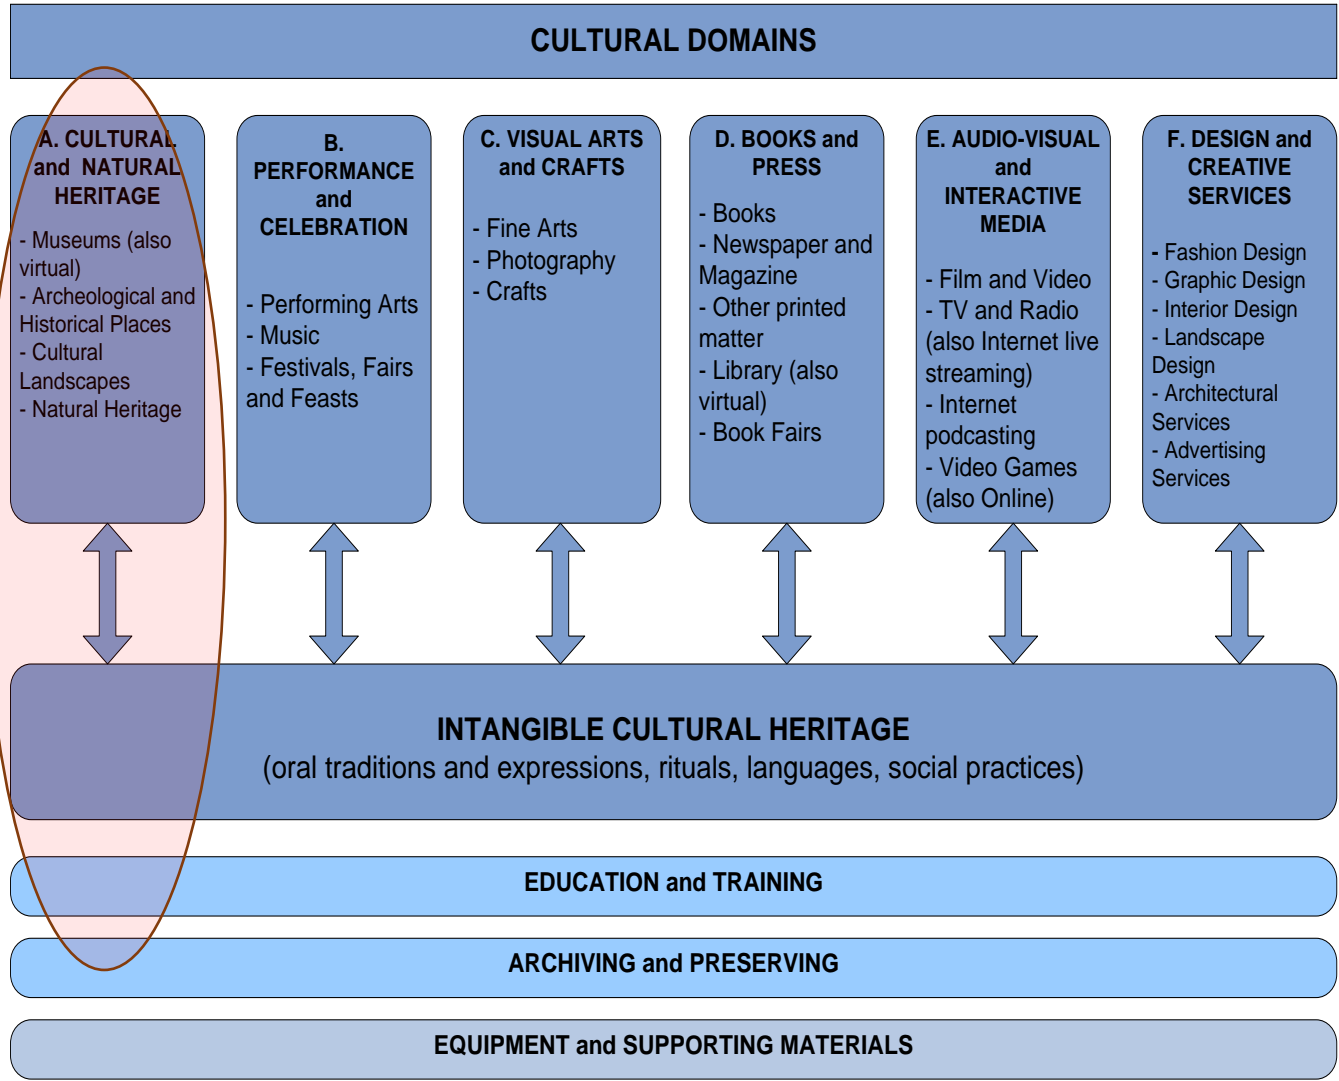 CULTURAL DOMAINS
A. CULTURAL
and NATURAL
HERITAGE
- Museums (also
virtual)
- Archeological and
Historical Places
- Cultural
Landscapes
- Natural Heritage
B.
PERFORMANCE
and
CELEBRATION
- Performing Arts
- Music
- Festivals, Fairs
and Feasts
C. VISUAL ARTS
and CRAFTS
- Fine Arts
- Photography
- Crafts
D. BOOKS and
PRESS
- Books
- Newspaper and
Magazine
- Other printed
matter
- Library (also
virtual)
- Book Fairs
E. AUDIO-VISUAL
and
INTERACTIVE
MEDIA
- Film and Video
- TV and Radio
(also Internet live
streaming)
- Internet
podcasting
- Video Games
(also Online)
F. DESIGN and
CREATIVE
SERVICES
- Fashion Design
- Graphic Design
- Interior Design
- Landscape
Design
- Architectural
Services
- Advertising
Services
INTANGIBLE CULTURAL HERITAGE
(oral traditions and expressions, rituals, languages, social practices)
EDUCATION and TRAINING
ARCHIVING and PRESERVING
EQUIPMENT and SUPPORTING MATERIALS